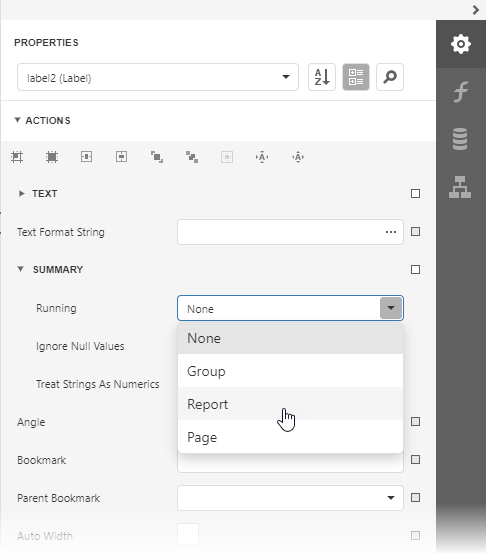 PROPERTIES
label2 (Label)
A
Z
ACTIONS
A
A
TEXT
Text Format String
...
SUMMARY
Running
None
Ignore Null Values
None
Group
Treat Strings As Numerics
Report
Angle
Page
Bookmark
Parent Bookmark
Auto Width